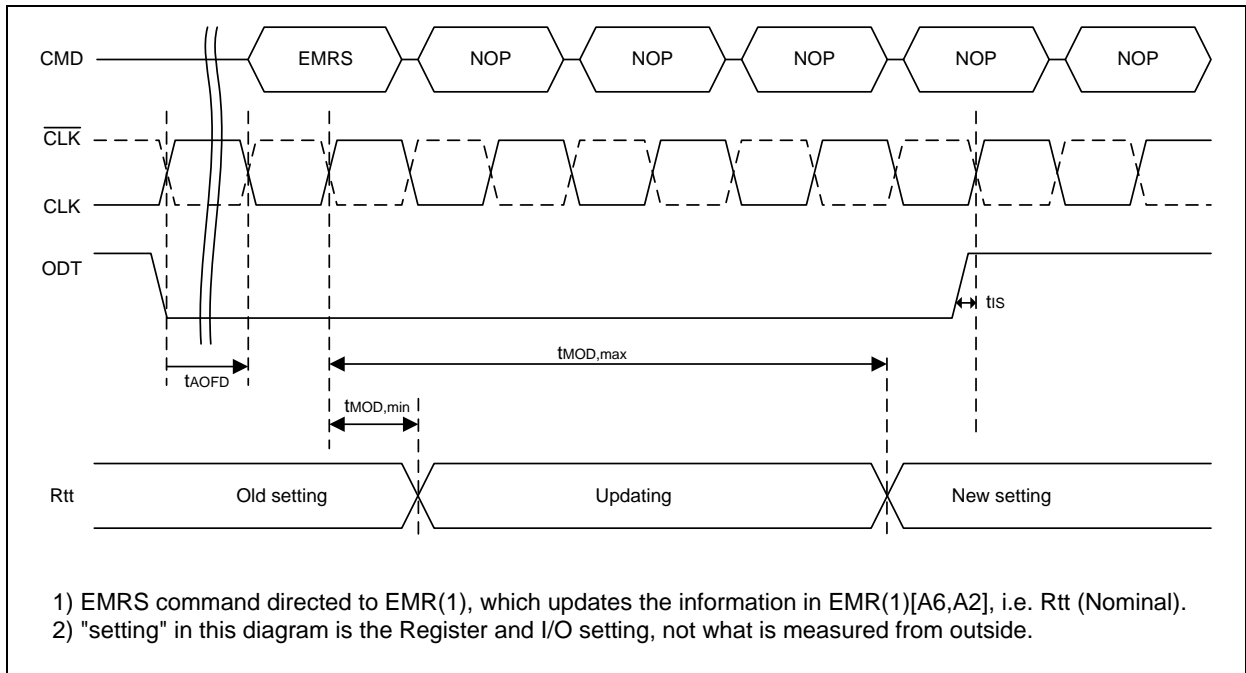 CMD EMRS NOP NOP NOP NOP NOP
CLK
CLK
ODT
tIS
tMOD,max
tAOFD
tMOD,min
Rtt Old setting Updating New setting
1) EMRS command directed to EMR(1), which updates the information in EMR(1)[A6,A2], i.e. Rtt (Nominal).
2) "setting" in this diagram is the Register and I/O setting, not what is measured from outside.